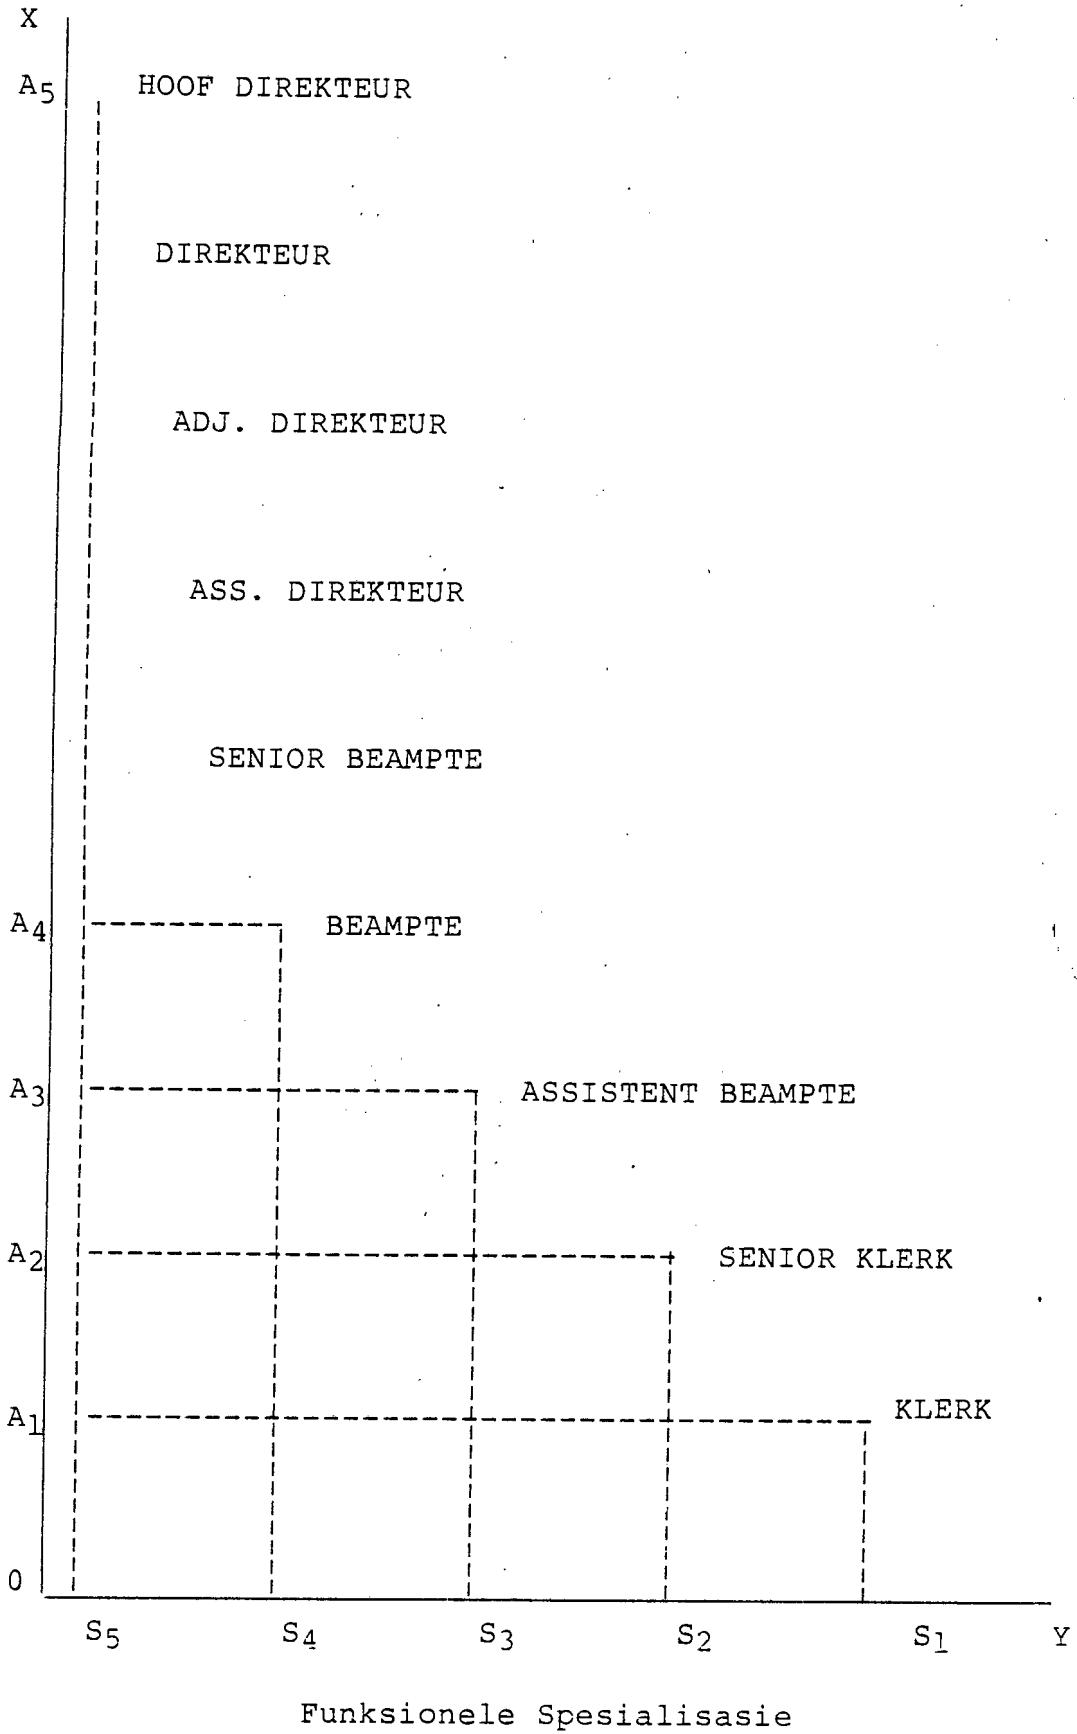 X
A5 HOOF DIREKTEUR
DIREKTEUR
ADJ. DIREKTEUR
ASS. DIREKTEUR
SENIOR BEAMPTE
A4 BEAMPTE
A3 ASSISTENT BEAMPTE
A2 SENIOR KLERK
A1 KLERK
0
S5 S4 S3 S2 S1 Y
Funksionele Spesialisasie